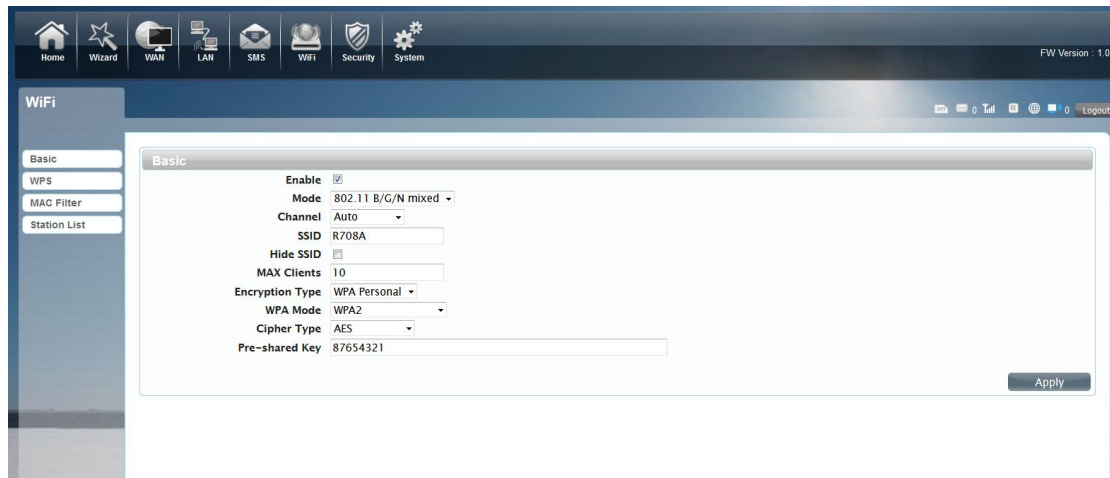 Home Wizard WAN LAN SMS WiFi Security System
FW Version : 1.0
WiFi
0 R 0 Logout
Basic
WPS
MAC Filter
Station List
Basic
Enable
Mode 802.11 B/G/N mixed
Channel Auto
SSID R708A
Hide SSID
MAX Clients 10
Encryption Type WPA Personal
WPA Mode WPA2
Cipher Type AES
Pre-shared Key 87654321
Apply